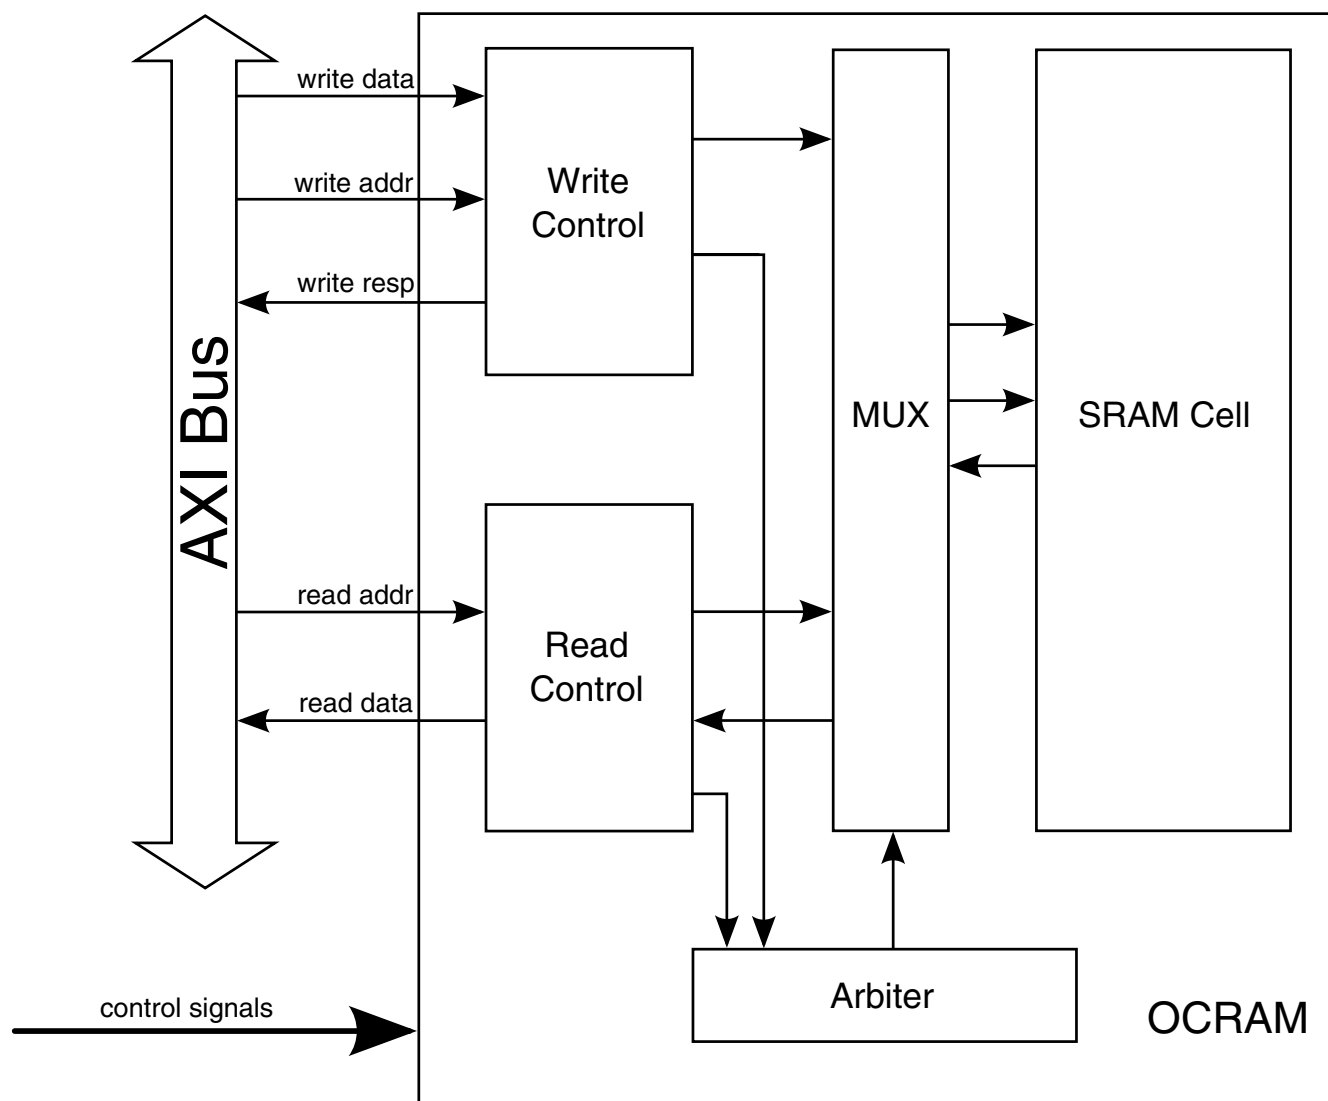 write data
write addr
write resp
Write
Control
AXI Bus
MUX
SRAM Cell
read addr
read data
Read
Control
control signals
Arbiter
OCRAM